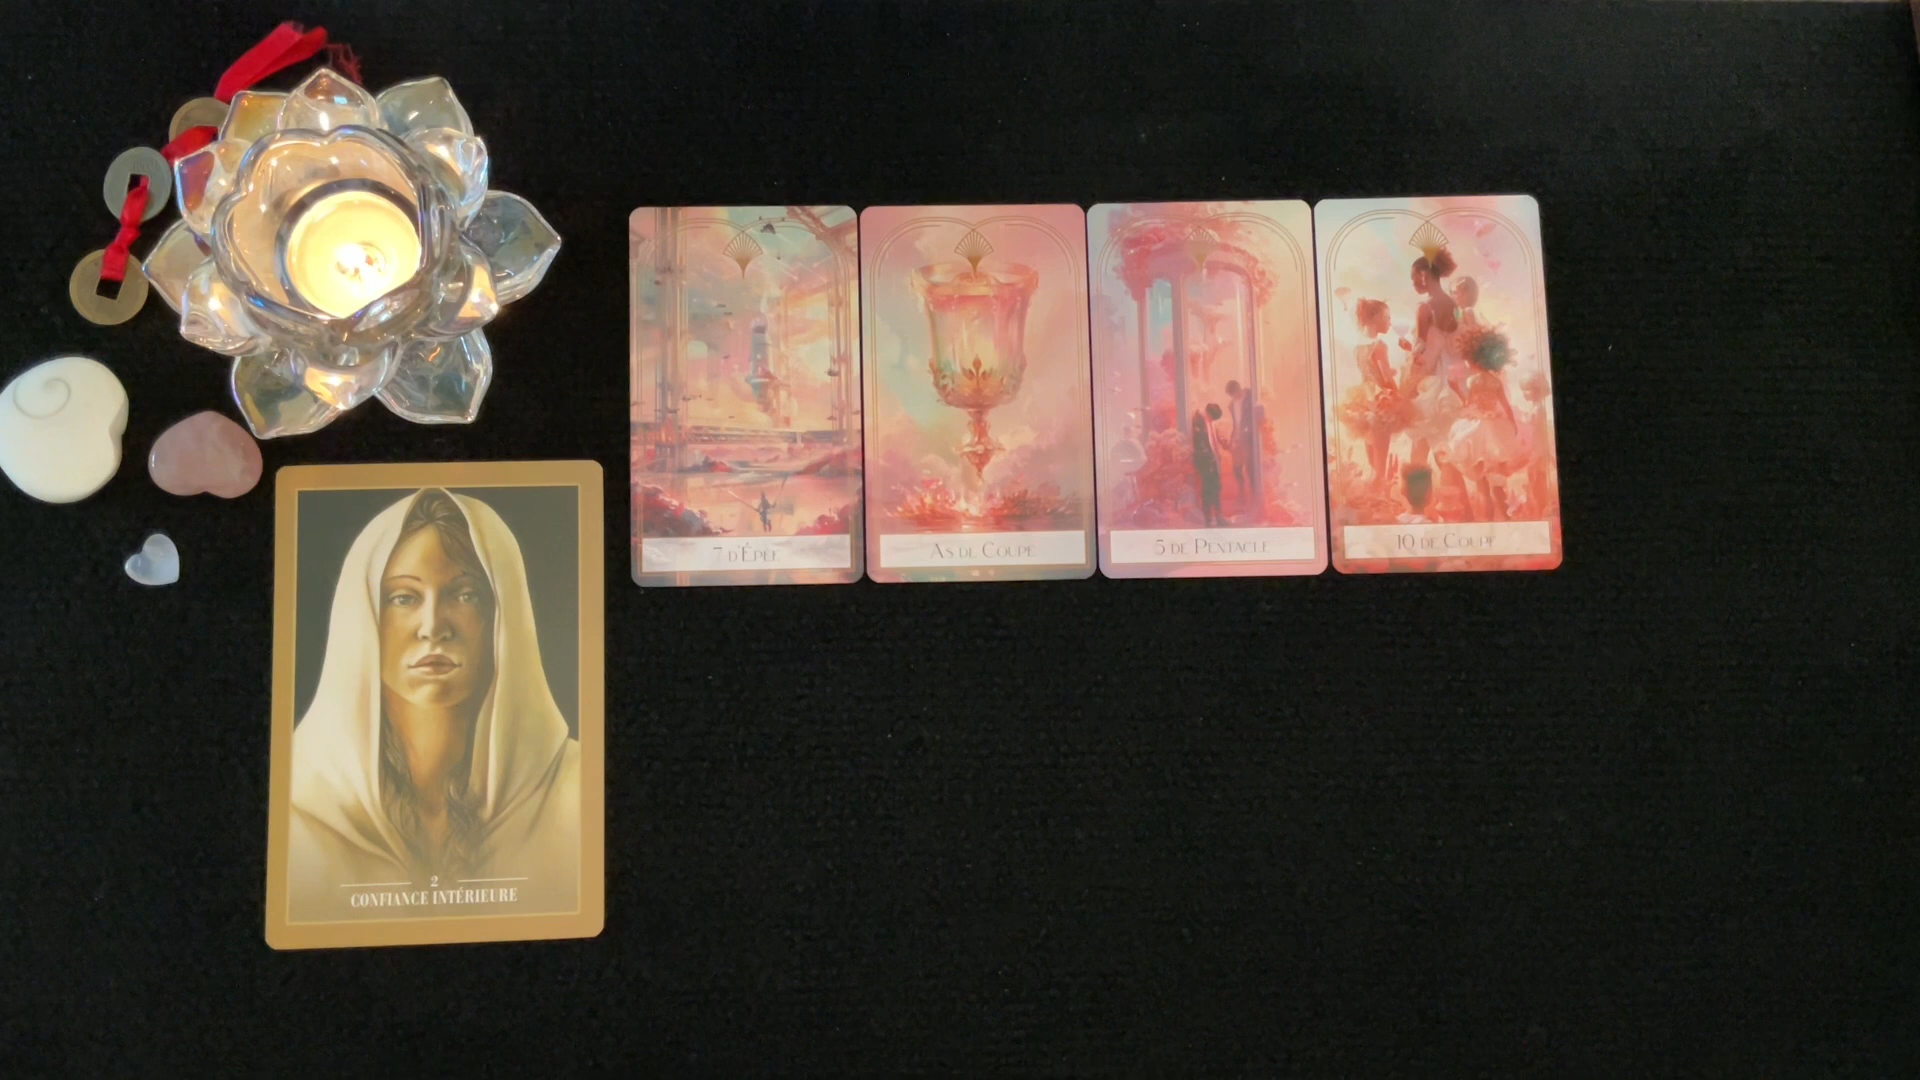 7 d'Épée
As de Coupe
5 de Pentacle
10 de Coupe
2
CONFIANCE INTÉRIEURE